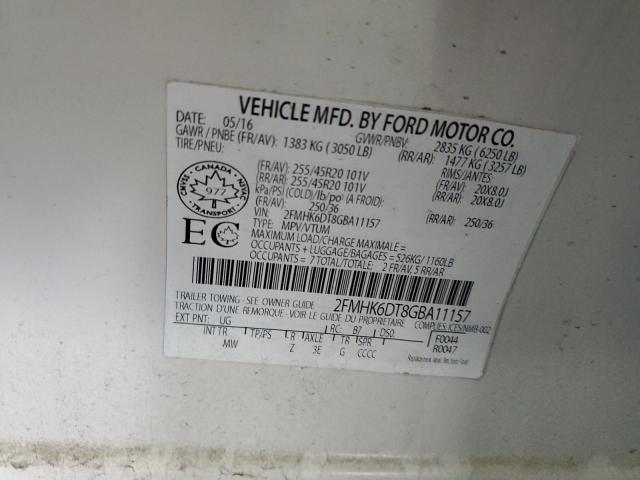 VEHICLE MFD. BY FORD MOTOR CO.
DATE: 05/16 GVWR/PNBV: 2835 KG (6250 LB)
GAWR / PNBE (FR/AV): 1383 KG (3050 LB) (RR/AR): 1477 KG (3257 LB)
TIRE/PNEU: RIMS/JANTES:
(FR/AV): 255/45R20 101V (FR/AV): 20X8.0J
(RR/AR): 255/45R20 101V (RR/AR): 20X8.0J
kPa/PSI (COLD)/lb/po² (A FROID):
(FR/AV): 250/36 (RR/AR): 250/36
VIN: 2FMHK6DT8GBA11157
TYPE: MPV/VTUM
MAXIMUM LOAD/CHARGE MAXIMALE =
OCCUPANTS + LUGGAGE/BAGAGES = 526KG/1160LB
OCCUPANTS = 7 TOTAL/TOTALE, 2 FR/AV, 5 RR/AR
CANADA
CMVSS NSVAC
977
TRANSPORT
EC
2FMHK6DT8GBA11157
TRAILER TOWING - SEE OWNER GUIDE
TRACTION D'UNE REMORQUE - VOIR LE GUIDE DU PROPRIETAIRE COMPLIES: ICES/NMB-002
EXT PNT: UG RC: B7 DSO: F0044
INT TR TP/PS R AXLE TR SPR R0047
MW Z 3E G CCCC